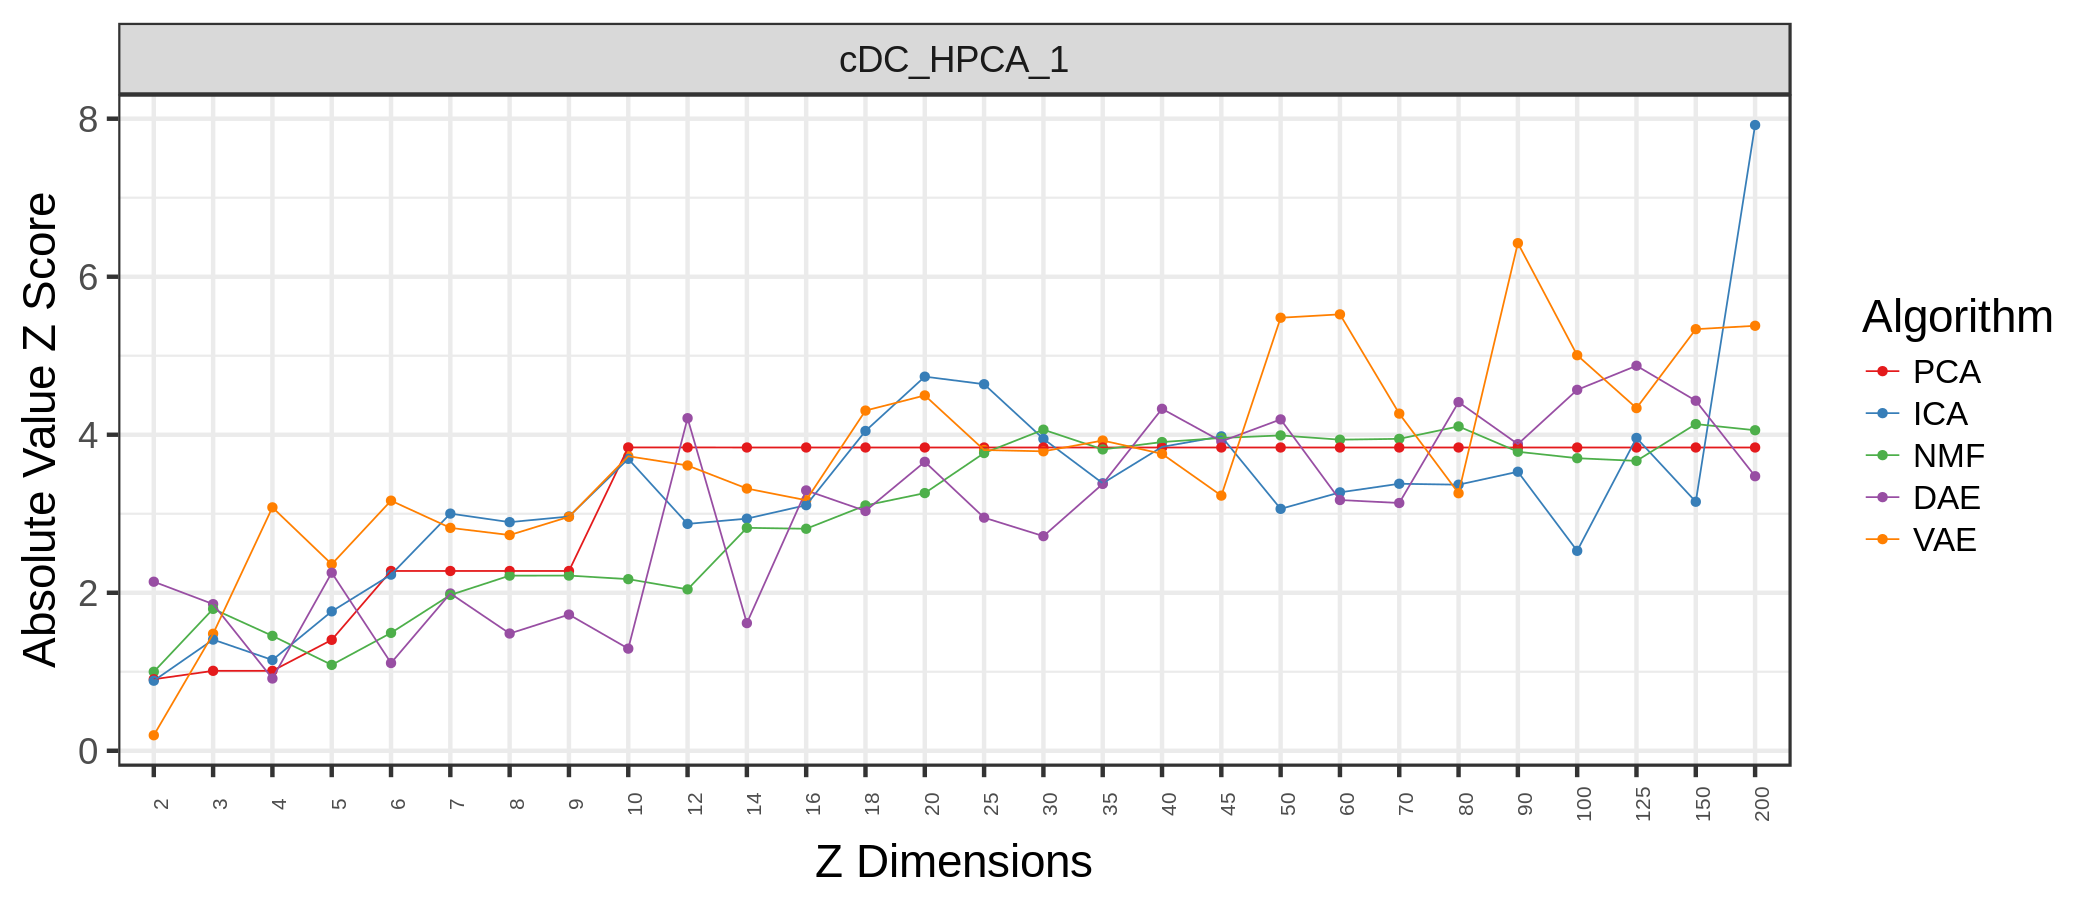 cDC_HPCA_1
Absolute Value Z Score
8
6
4
2
0
2 3 4 5 6 7 8 9 10 12 14 16 18 20 25 30 35 40 45 50 60 70 80 90 100 125 150 200
Z Dimensions
Algorithm
PCA
ICA
NMF
DAE
VAE